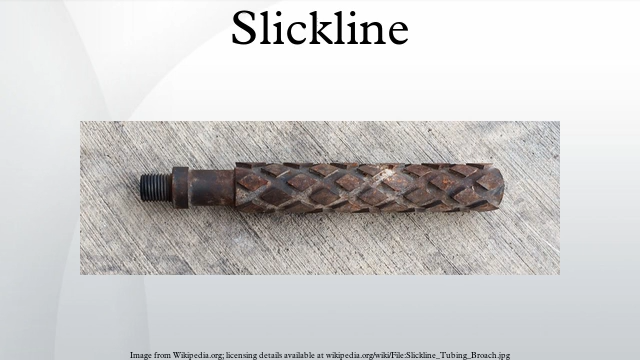 Slickline
Image from Wikipedia.org; licensing details available at wikipedia.org/wiki/File:Slickline_Tubing_Broach.jpg